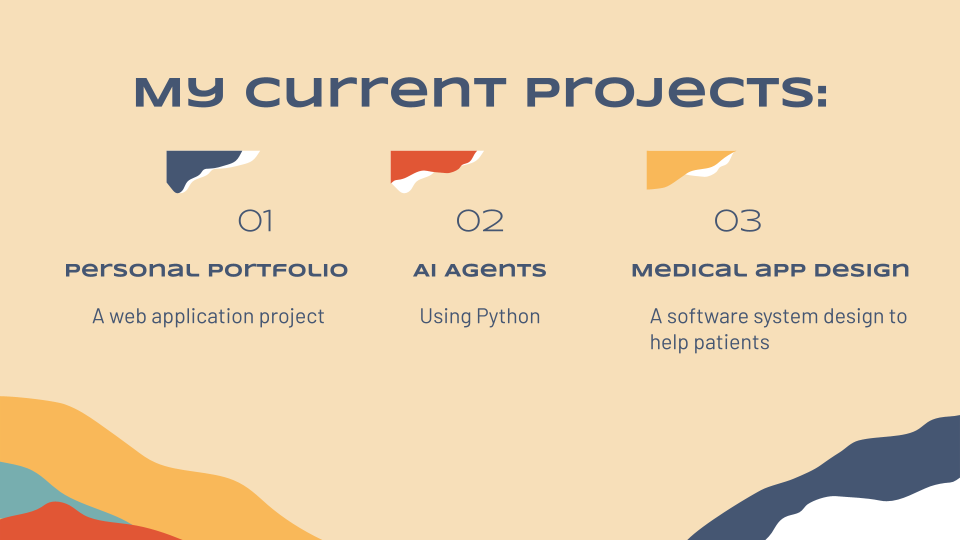 My current projects:
01
Personal portfolio
A web application project
02
AI Agents
Using Python
03
Medical app design
A software system design to
help patients